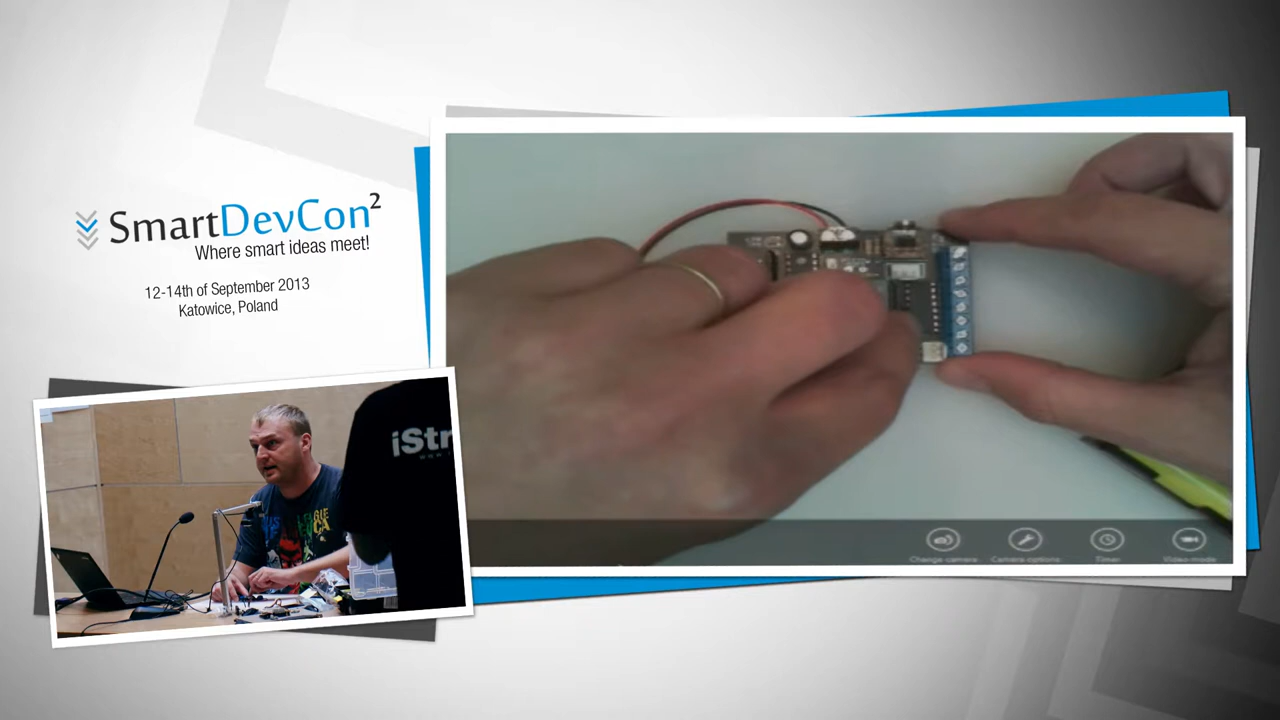 SmartDevCon²
Where smart ideas meet!
12-14th of September 2013
Katowice, Poland
iStr
Change camera
Camera options
Timer
Video mode